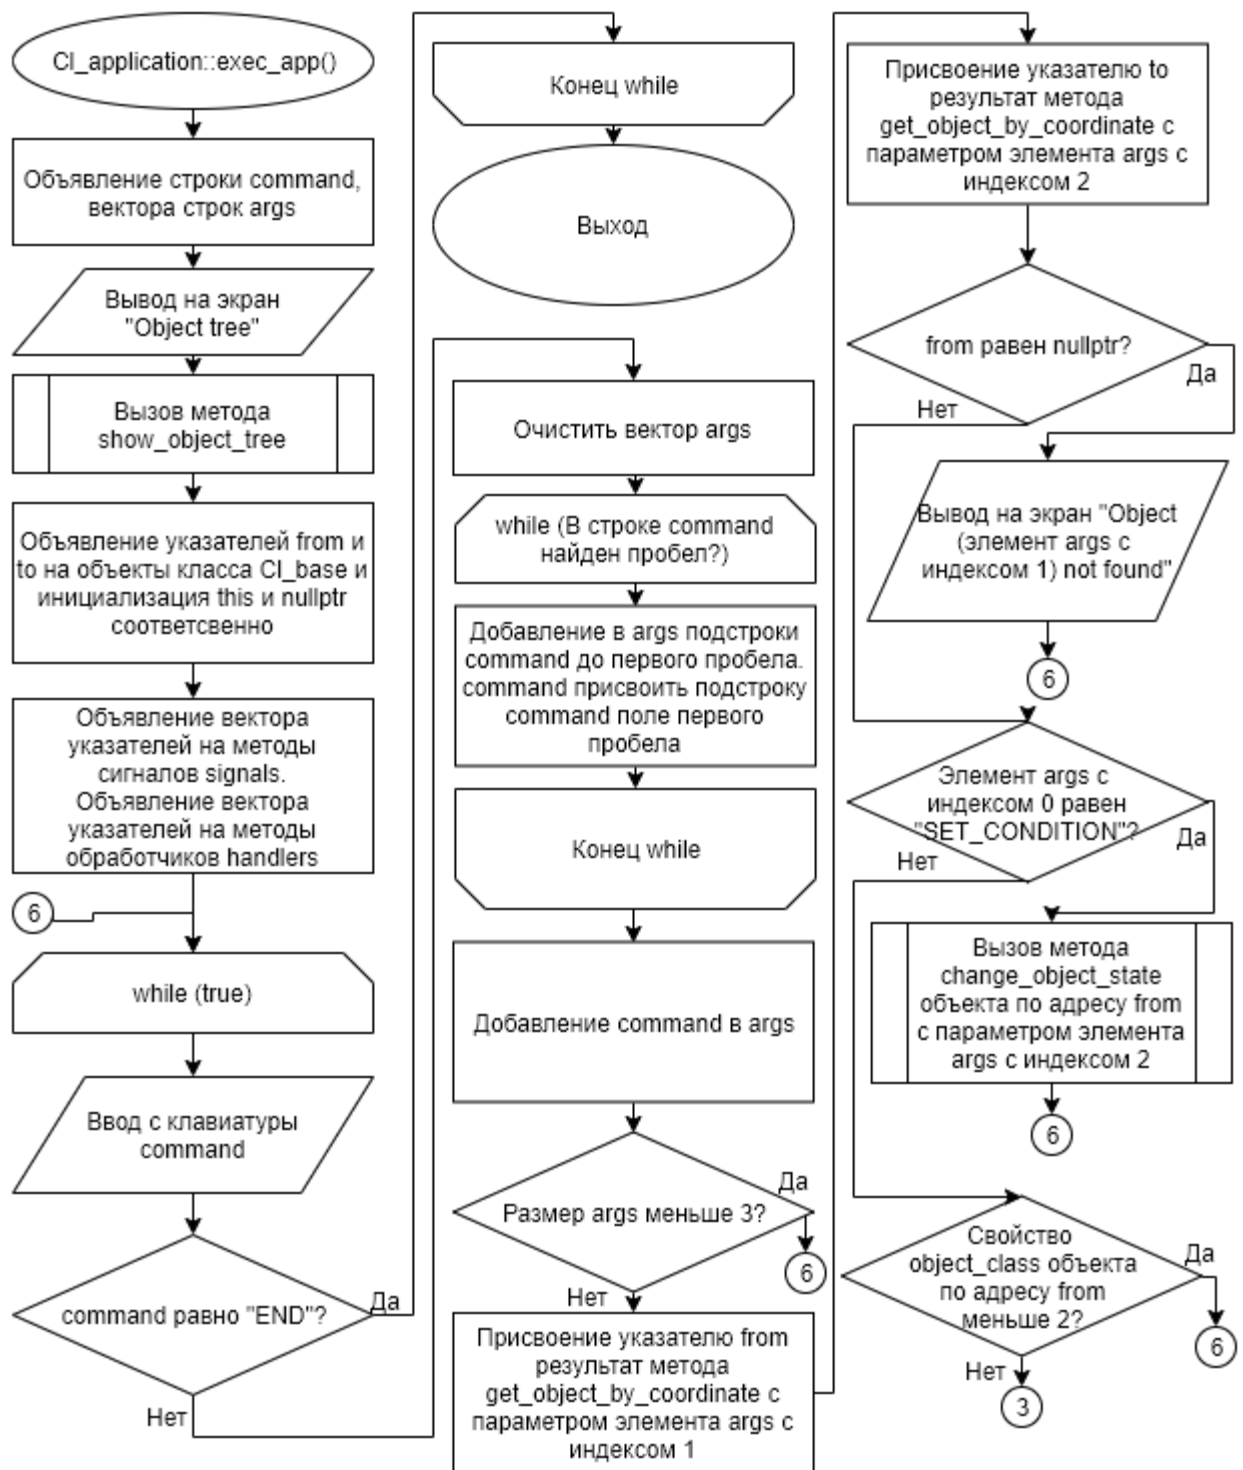 Cl_application::exec_app()
Объявление строки command,
вектора строк args
Вывод на экран
"Object tree"
Вызов метода
show_object_tree
Объявление указателей from и
to на объекты класса Cl_base и
инициализация this и nullptr
соответсвенно
Объявление вектора
указателей на методы
сигналов signals.
Объявление вектора
указателей на методы
обработчиков handlers
6
while (true)
Ввод с клавиатуры
command
command равно "END"?
Да
Нет
Конец while
Выход
Очистить вектор args
while (В строке command
найден пробел?)
Добавление в args подстроки
command до первого пробела.
command присвоить подстроку
command поле первого
пробела
Конец while
Добавление command в args
Размер args меньше 3?
Да
6
Нет
Присвоение указателю from
результат метода
get_object_by_coordinate с
параметром элемента args с
индексом 1
Присвоение указателю to
результат метода
get_object_by_coordinate с
параметром элемента args с
индексом 2
from равен nullptr?
Да
Нет
Вывод на экран "Object
(элемент args с
индексом 1) not found"
6
Элемент args с
индексом 0 равен
"SET_CONDITION"?
Да
Нет
Вызов метода
change_object_state
объекта по адресу from
с параметром элемента
args с индексом 2
6
Свойство
object_class объекта
по адресу from
меньше 2?
Да
6
Нет
3